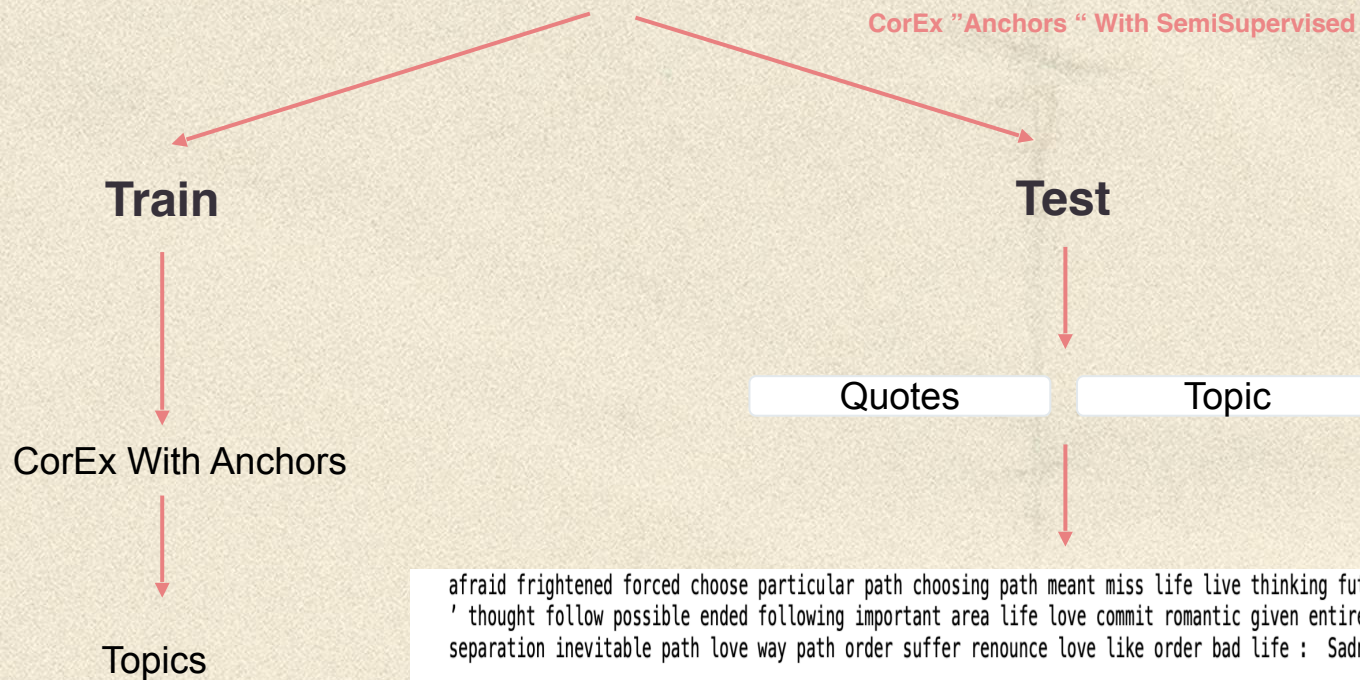 CorEx ”Anchors “ With SemiSupervised
Train
Test
Quotes
Topic
CorEx With Anchors
Topics
afraid frightened forced choose particular path choosing path meant miss life live thinking
’ thought follow possible ended following important area life love commit romantic given entire
separation inevitable path love way path order suffer renounce love like order bad life :